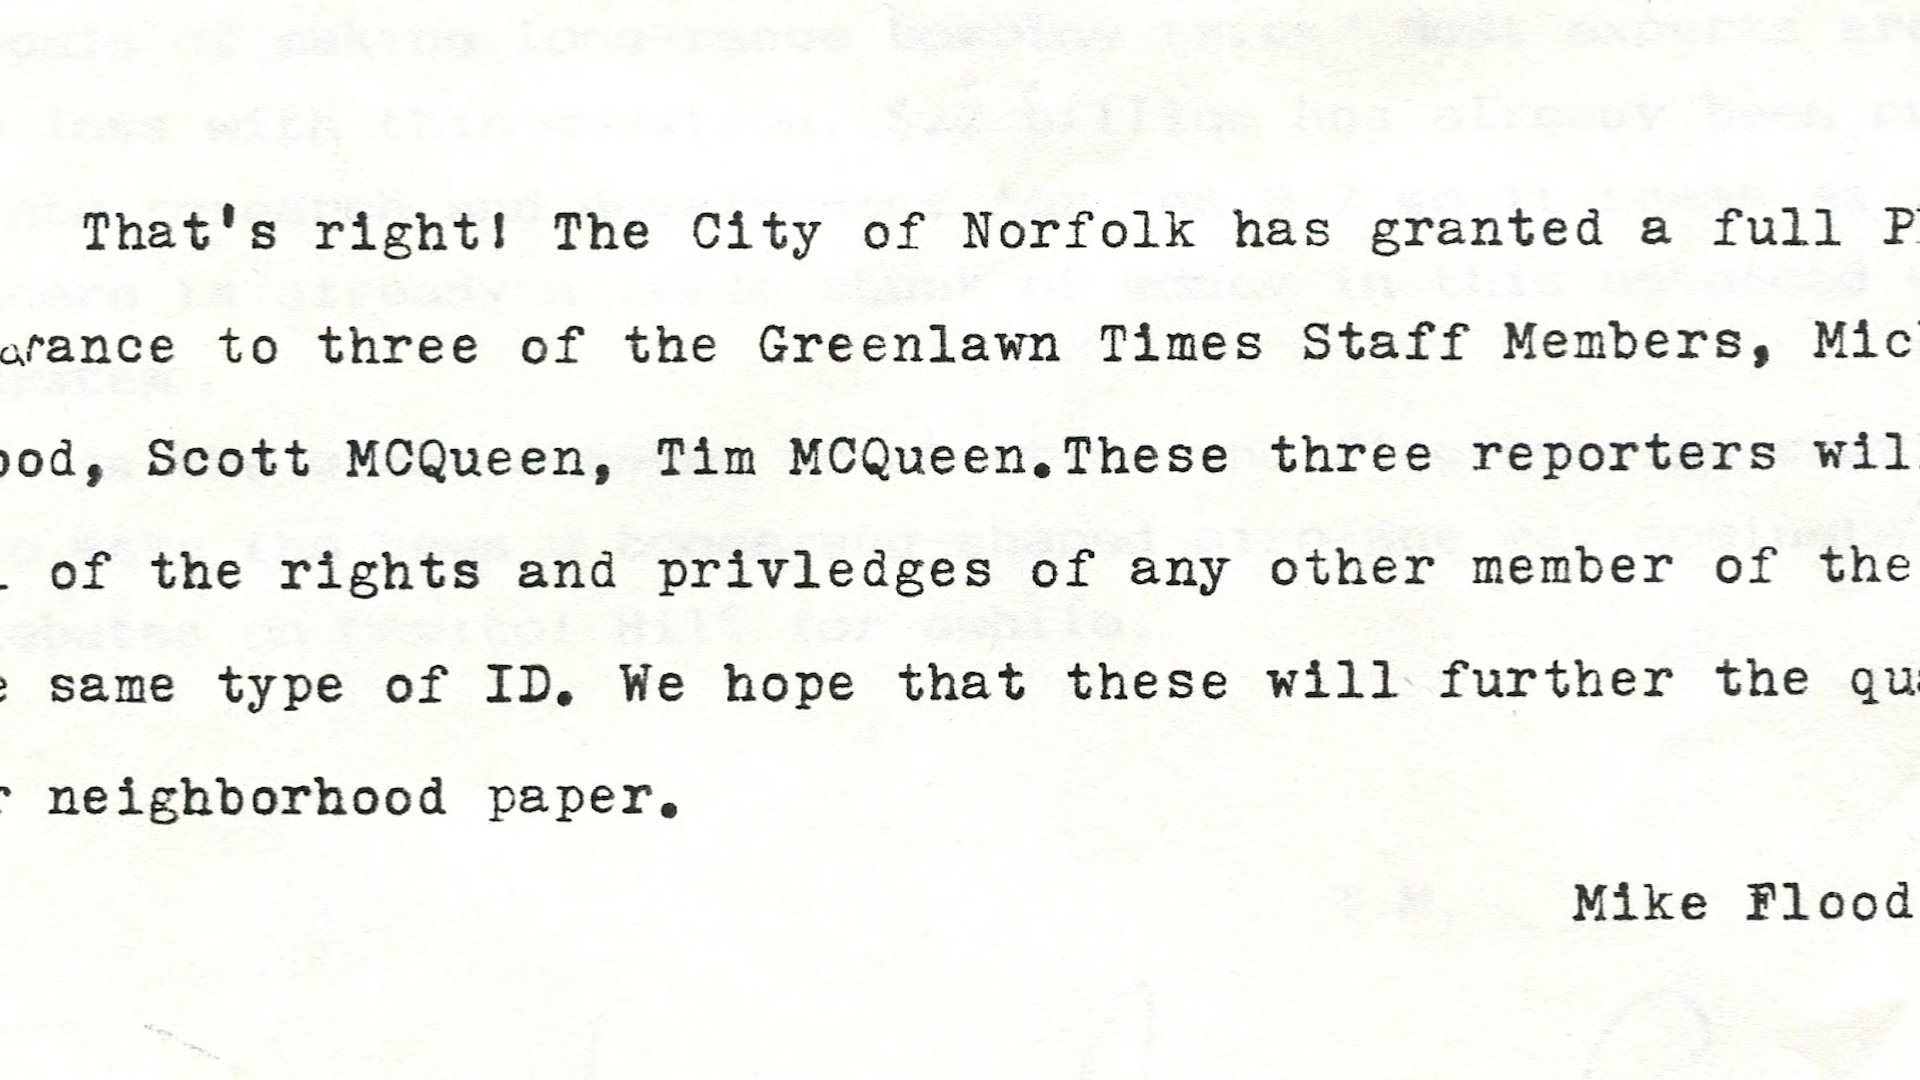 That's right! The City of Norfolk has granted a full
arance to three of the Greenlawn Times Staff Members, Mic
ood, Scott MCQueen, Tim MCQueen.These three reporters wil
of the rights and privledges of any other member of the
same type of ID. We hope that these will further the qua
neighborhood paper.
Mike Flood